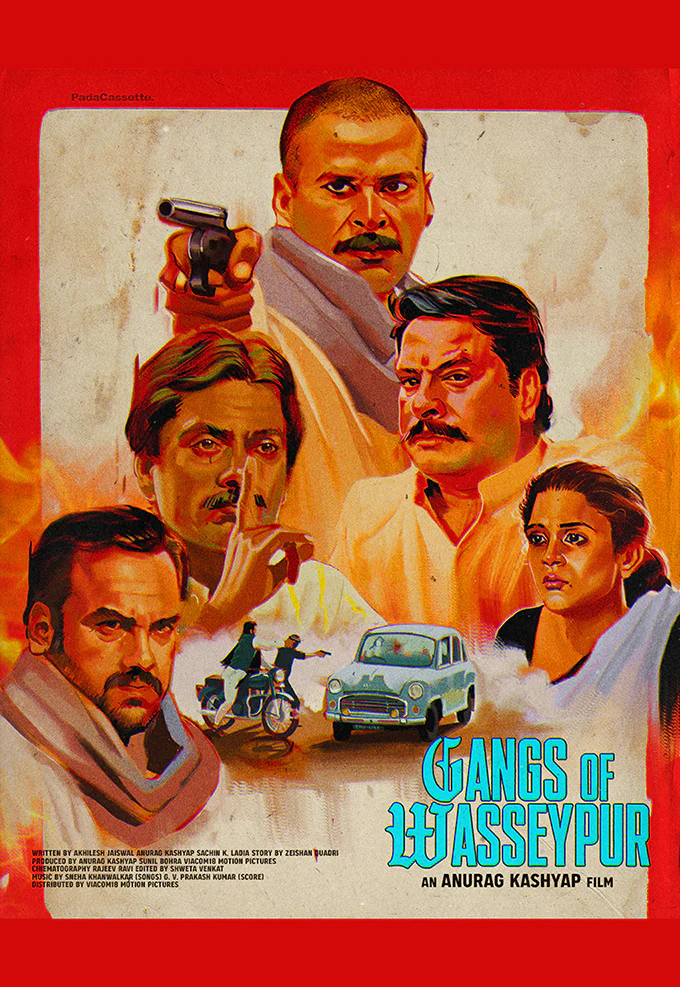 PadaCassette.
GANGS OF
WASSEYPUR
AN ANURAG KASHYAP FILM
WRITTEN BY AKHILESH JAISWAL ANURAG KASHYAP SACHIN K. LADIA STORY BY ZEISHAN QUADRI
PRODUCED BY ANURAG KASHYAP SUNIL BOHRA VIACOM18 MOTION PICTURES
CINEMATOGRAPHY RAJEEV RAVI EDITED BY SHWETA VENKAT
MUSIC BY SNEHA KHANWALKAR (SONGS) G. V. PRAKASH KUMAR (SCORE)
DISTRIBUTED BY VIACOM18 MOTION PICTURES